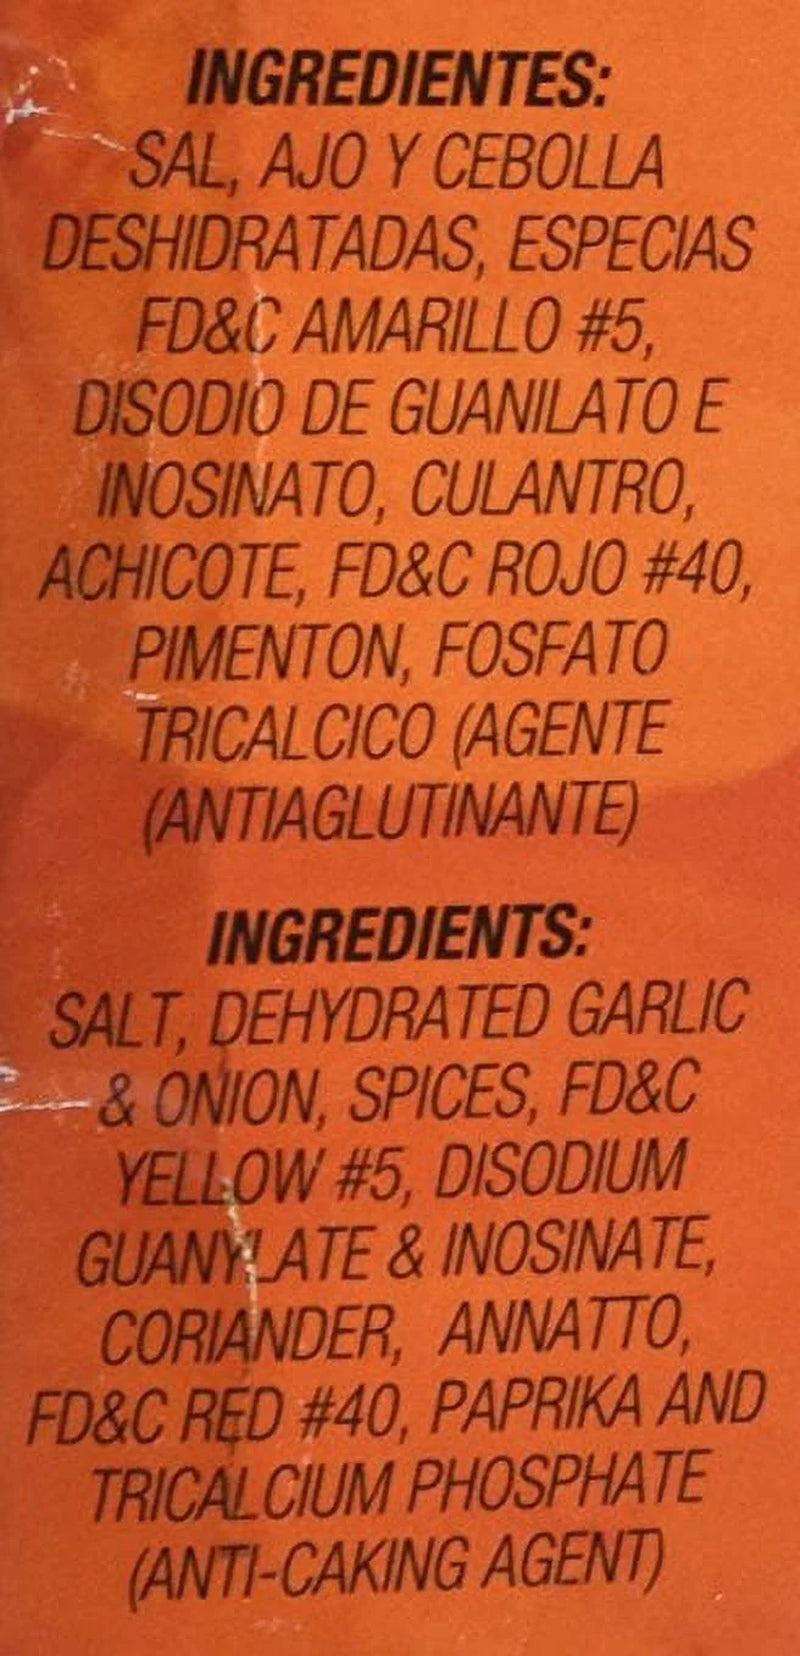 INGREDIENTES:
SAL, AJO Y CEBOLLA
DESHIDRATADAS, ESPECIAS
FD&C AMARILLO #5,
DISODIO DE GUANILATO E
INOSINATO, CULANTRO,
ACHICOTE, FD&C ROJO #40,
PIMENTON, FOSFATO
TRICALCICO (AGENTE
(ANTIAGLUTINANTE)
INGREDIENTS:
SALT, DEHYDRATED GARLIC
& ONION, SPICES, FD&C
YELLOW #5, DISODIUM
GUANYLATE & INOSINATE,
CORIANDER, ANNATTO,
FD&C RED #40, PAPRIKA AND
TRICALCIUM PHOSPHATE
(ANTI-CAKING AGENT)